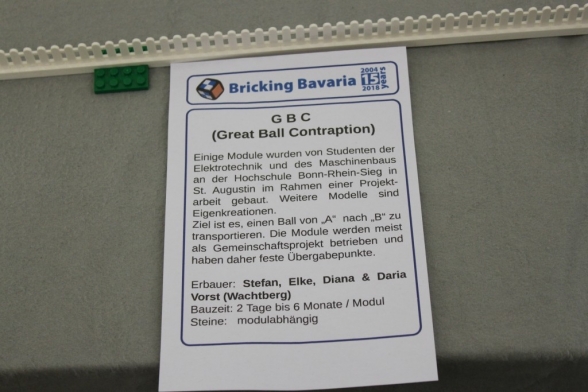 Bricking Bavaria 2004 15 years 2018
G B C
(Great Ball Contraption)
Einige Module wurden von Studenten der
Elektrotechnik und des Maschinenbaus
an der Hochschule Bonn-Rhein-Sieg in
St. Augustin im Rahmen einer Projekt-
arbeit gebaut. Weitere Modelle sind
Eigenkreationen.
Ziel ist es, einen Ball von „A“ nach „B“ zu
transportieren. Die Module werden meist
als Gemeinschaftsprojekt betrieben und
haben daher feste Übergabepunkte.
Erbauer: Stefan, Elke, Diana & Daria
Vorst (Wachtberg)
Bauzeit: 2 Tage bis 6 Monate / Modul
Steine: modulabhängig